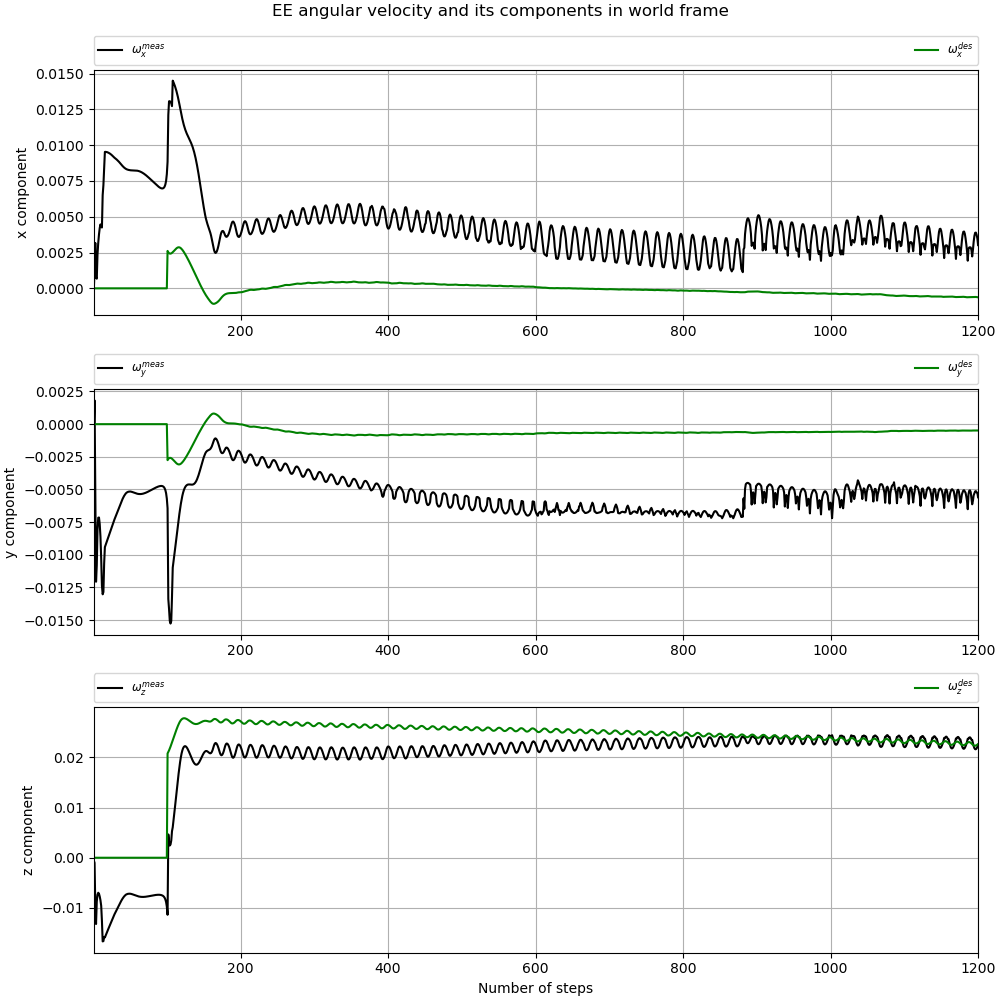 EE angular velocity and its components in world frame
ω_x^meas ω_x^des
0.0150
0.0125
0.0100
0.0075
0.0050
0.0025
0.0000
x component
200 400 600 800 1000 1200
ω_y^meas ω_y^des
0.0025
0.0000
−0.0025
−0.0050
−0.0075
−0.0100
−0.0125
−0.0150
y component
200 400 600 800 1000 1200
ω_z^meas ω_z^des
0.02
0.01
0.00
−0.01
z component
200 400 600 800 1000 1200
Number of steps